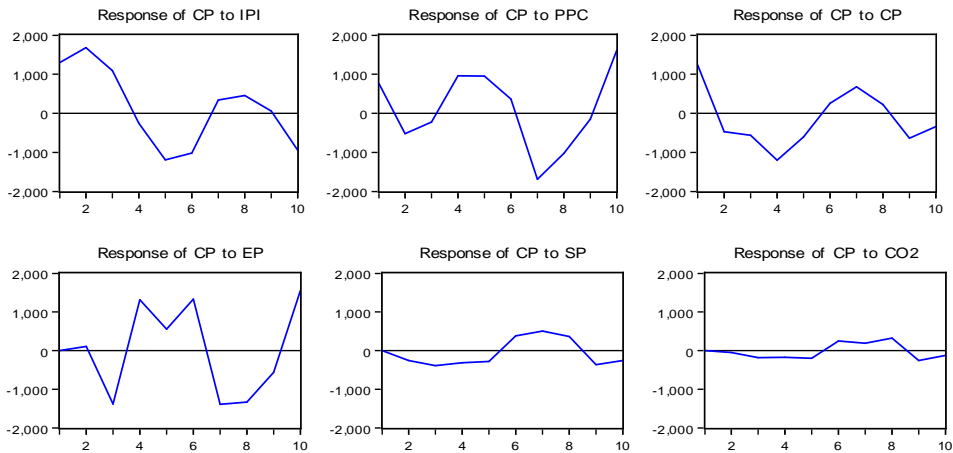 Response of CP to IPI
2,000
1,000
0
-1,000
-2,000
2 4 6 8 10
Response of CP to PPC
2,000
1,000
0
-1,000
-2,000
2 4 6 8 10
Response of CP to CP
2,000
1,000
0
-1,000
-2,000
2 4 6 8 10
Response of CP to EP
2,000
1,000
0
-1,000
-2,000
2 4 6 8 10
Response of CP to SP
2,000
1,000
0
-1,000
-2,000
2 4 6 8 10
Response of CP to CO2
2,000
1,000
0
-1,000
-2,000
2 4 6 8 10